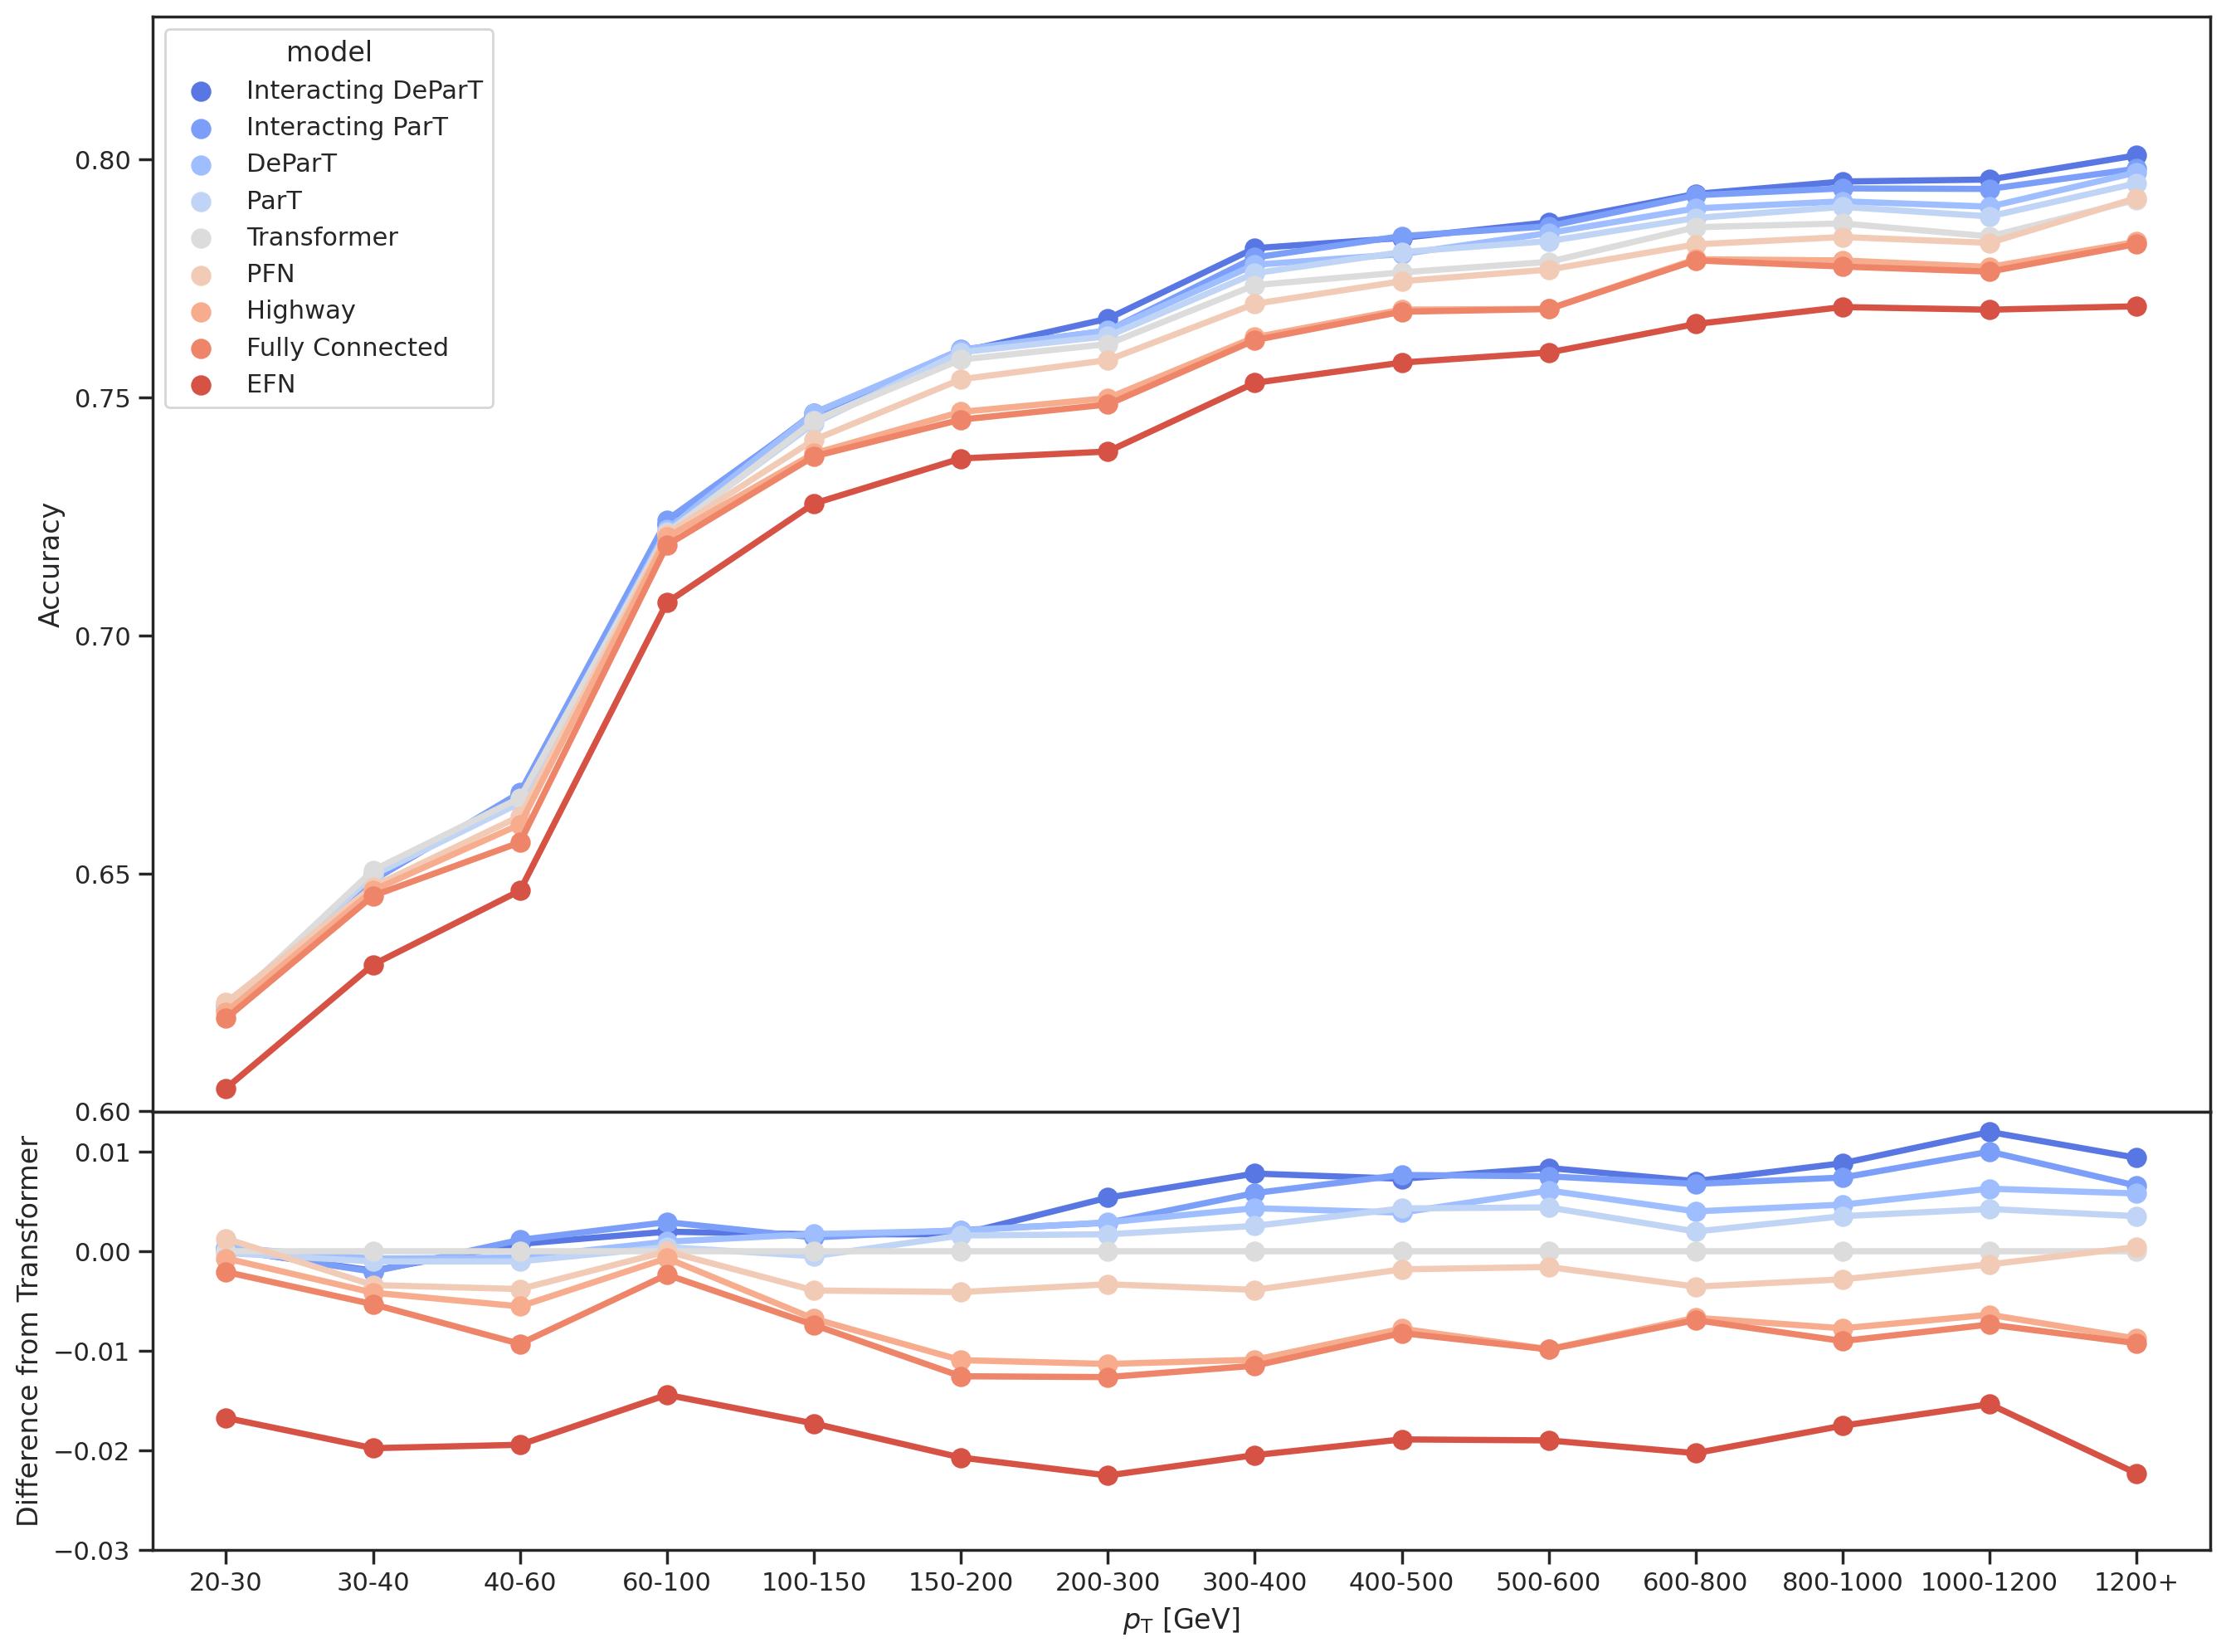 model
Interacting DeParT
Interacting ParT
DeParT
ParT
Transformer
PFN
Highway
Fully Connected
EFN
Accuracy
0.80
0.75
0.70
0.65
0.60
Difference from Transformer
0.01
0.00
−0.01
−0.02
−0.03
20-30 30-40 40-60 60-100 100-150 150-200 200-300 300-400 400-500 500-600 600-800 800-1000 1000-1200 1200+
pT [GeV]